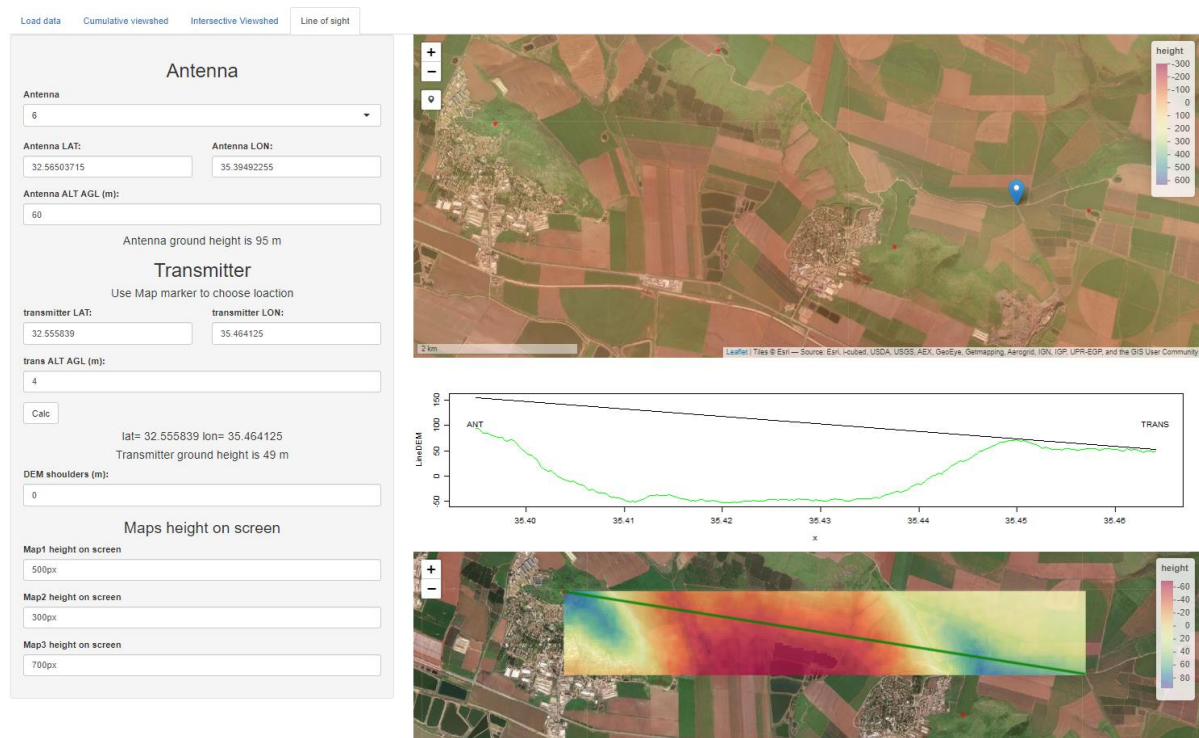 Load data Cumulative viewshed Intersective Viewshed Line of sight
Antenna
Antenna
6
Antenna LAT: Antenna LON:
32.56503715 35.39492255
Antenna ALT AGL (m):
60
Antenna ground height is 95 m
Transmitter
Use Map marker to choose loaction
transmitter LAT: transmitter LON:
32.555839 35.464125
trans ALT AGL (m):
4
Calc
lat= 32.555839 lon= 35.464125
Transmitter ground height is 49 m
DEM shoulders (m):
0
Maps height on screen
Map1 height on screen
500px
Map2 height on screen
300px
Map3 height on screen
700px
+
−
height
-300
-200
-100
0
100
200
300
400
500
600
2 km
Leaflet | Tiles © Esri — Source: Esri, i-cubed, USDA, USGS, AEX, GeoEye, Getmapping, Aerogrid, IGN, IGP, UPR-EGP, and the GIS User Community
LineDEM
150
100
50
0
-50
ANT TRANS
35.40 35.41 35.42 35.43 35.44 35.45 35.46
x
+
−
height
-60
-40
-20
0
20
40
60
80